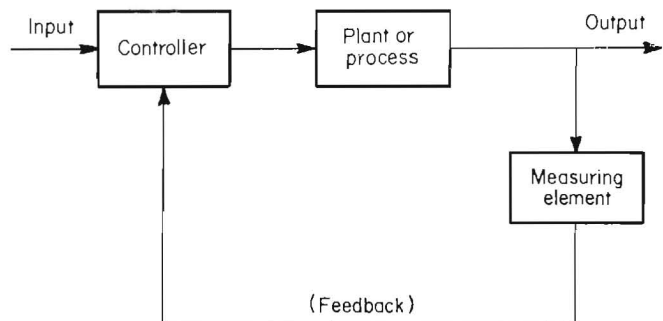 Input
Controller
Plant or
process
Output
Measuring
element
(Feedback)